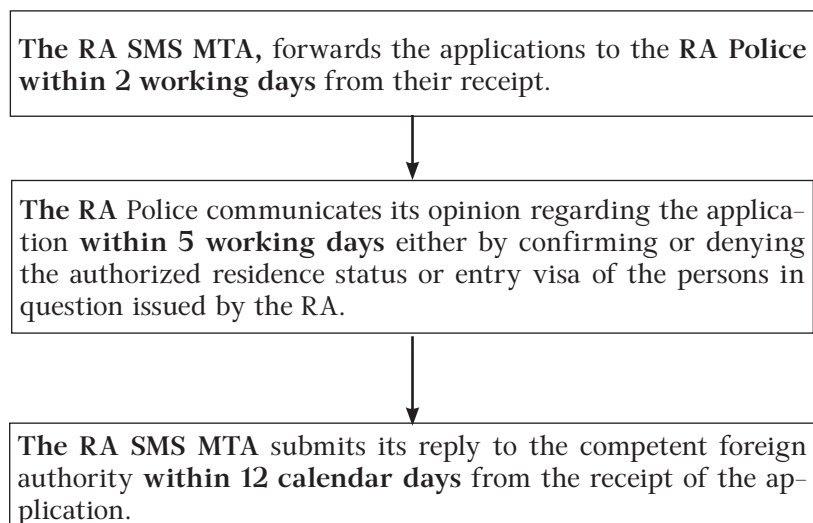 The RA SMS MTA, forwards the applications to the RA Police
within 2 working days from their receipt.
The RA Police communicates its opinion regarding the applica-
tion within 5 working days either by confirming or denying
the authorized residence status or entry visa of the persons in
question issued by the RA.
The RA SMS MTA submits its reply to the competent foreign
authority within 12 calendar days from the receipt of the ap-
plication.